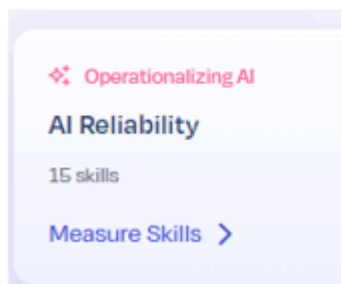 Operationalizing AI
AI Reliability
15 skills
Measure Skills